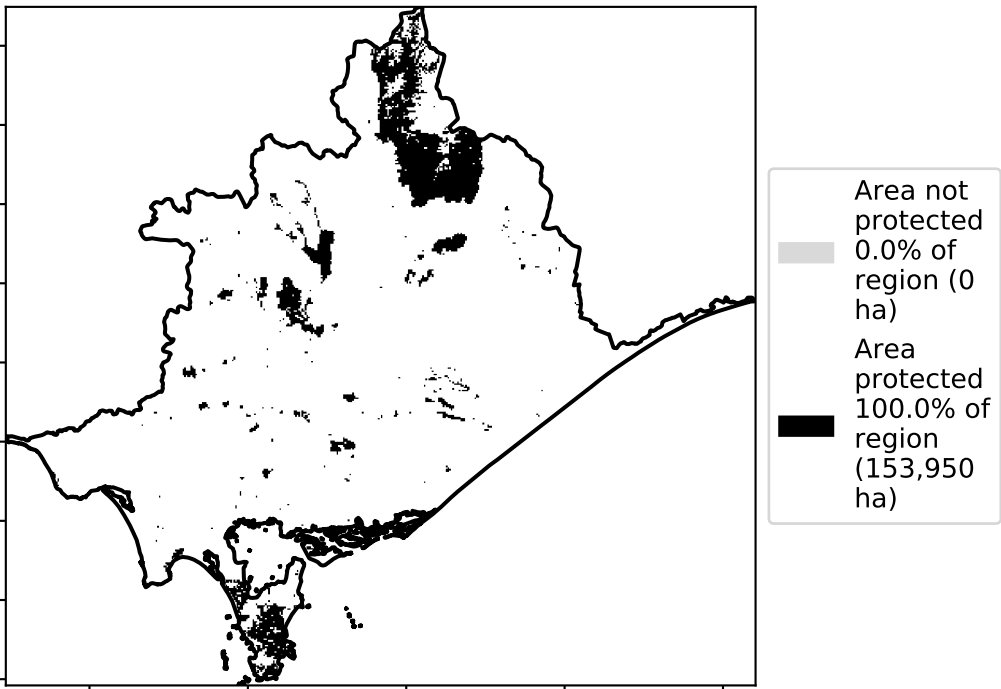 Area not
protected
0.0% of
region (0
ha)
Area
protected
100.0% of
region
(153,950
ha)